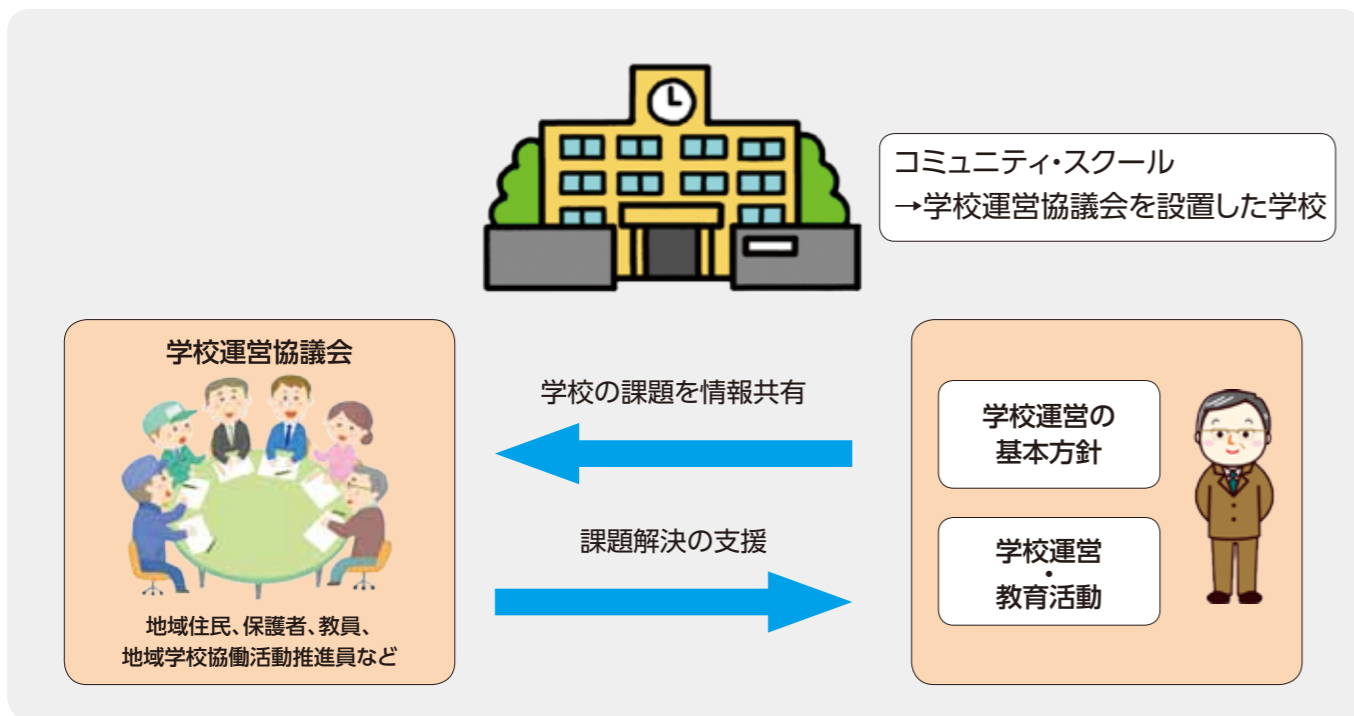 コミュニティ・スクール
→学校運営協議会を設置した学校
学校運営協議会
地域住民、保護者、教員、
地域学校協働活動推進員など
学校の課題を情報共有
課題解決の支援
学校運営の
基本方針
学校運営
・
教育活動